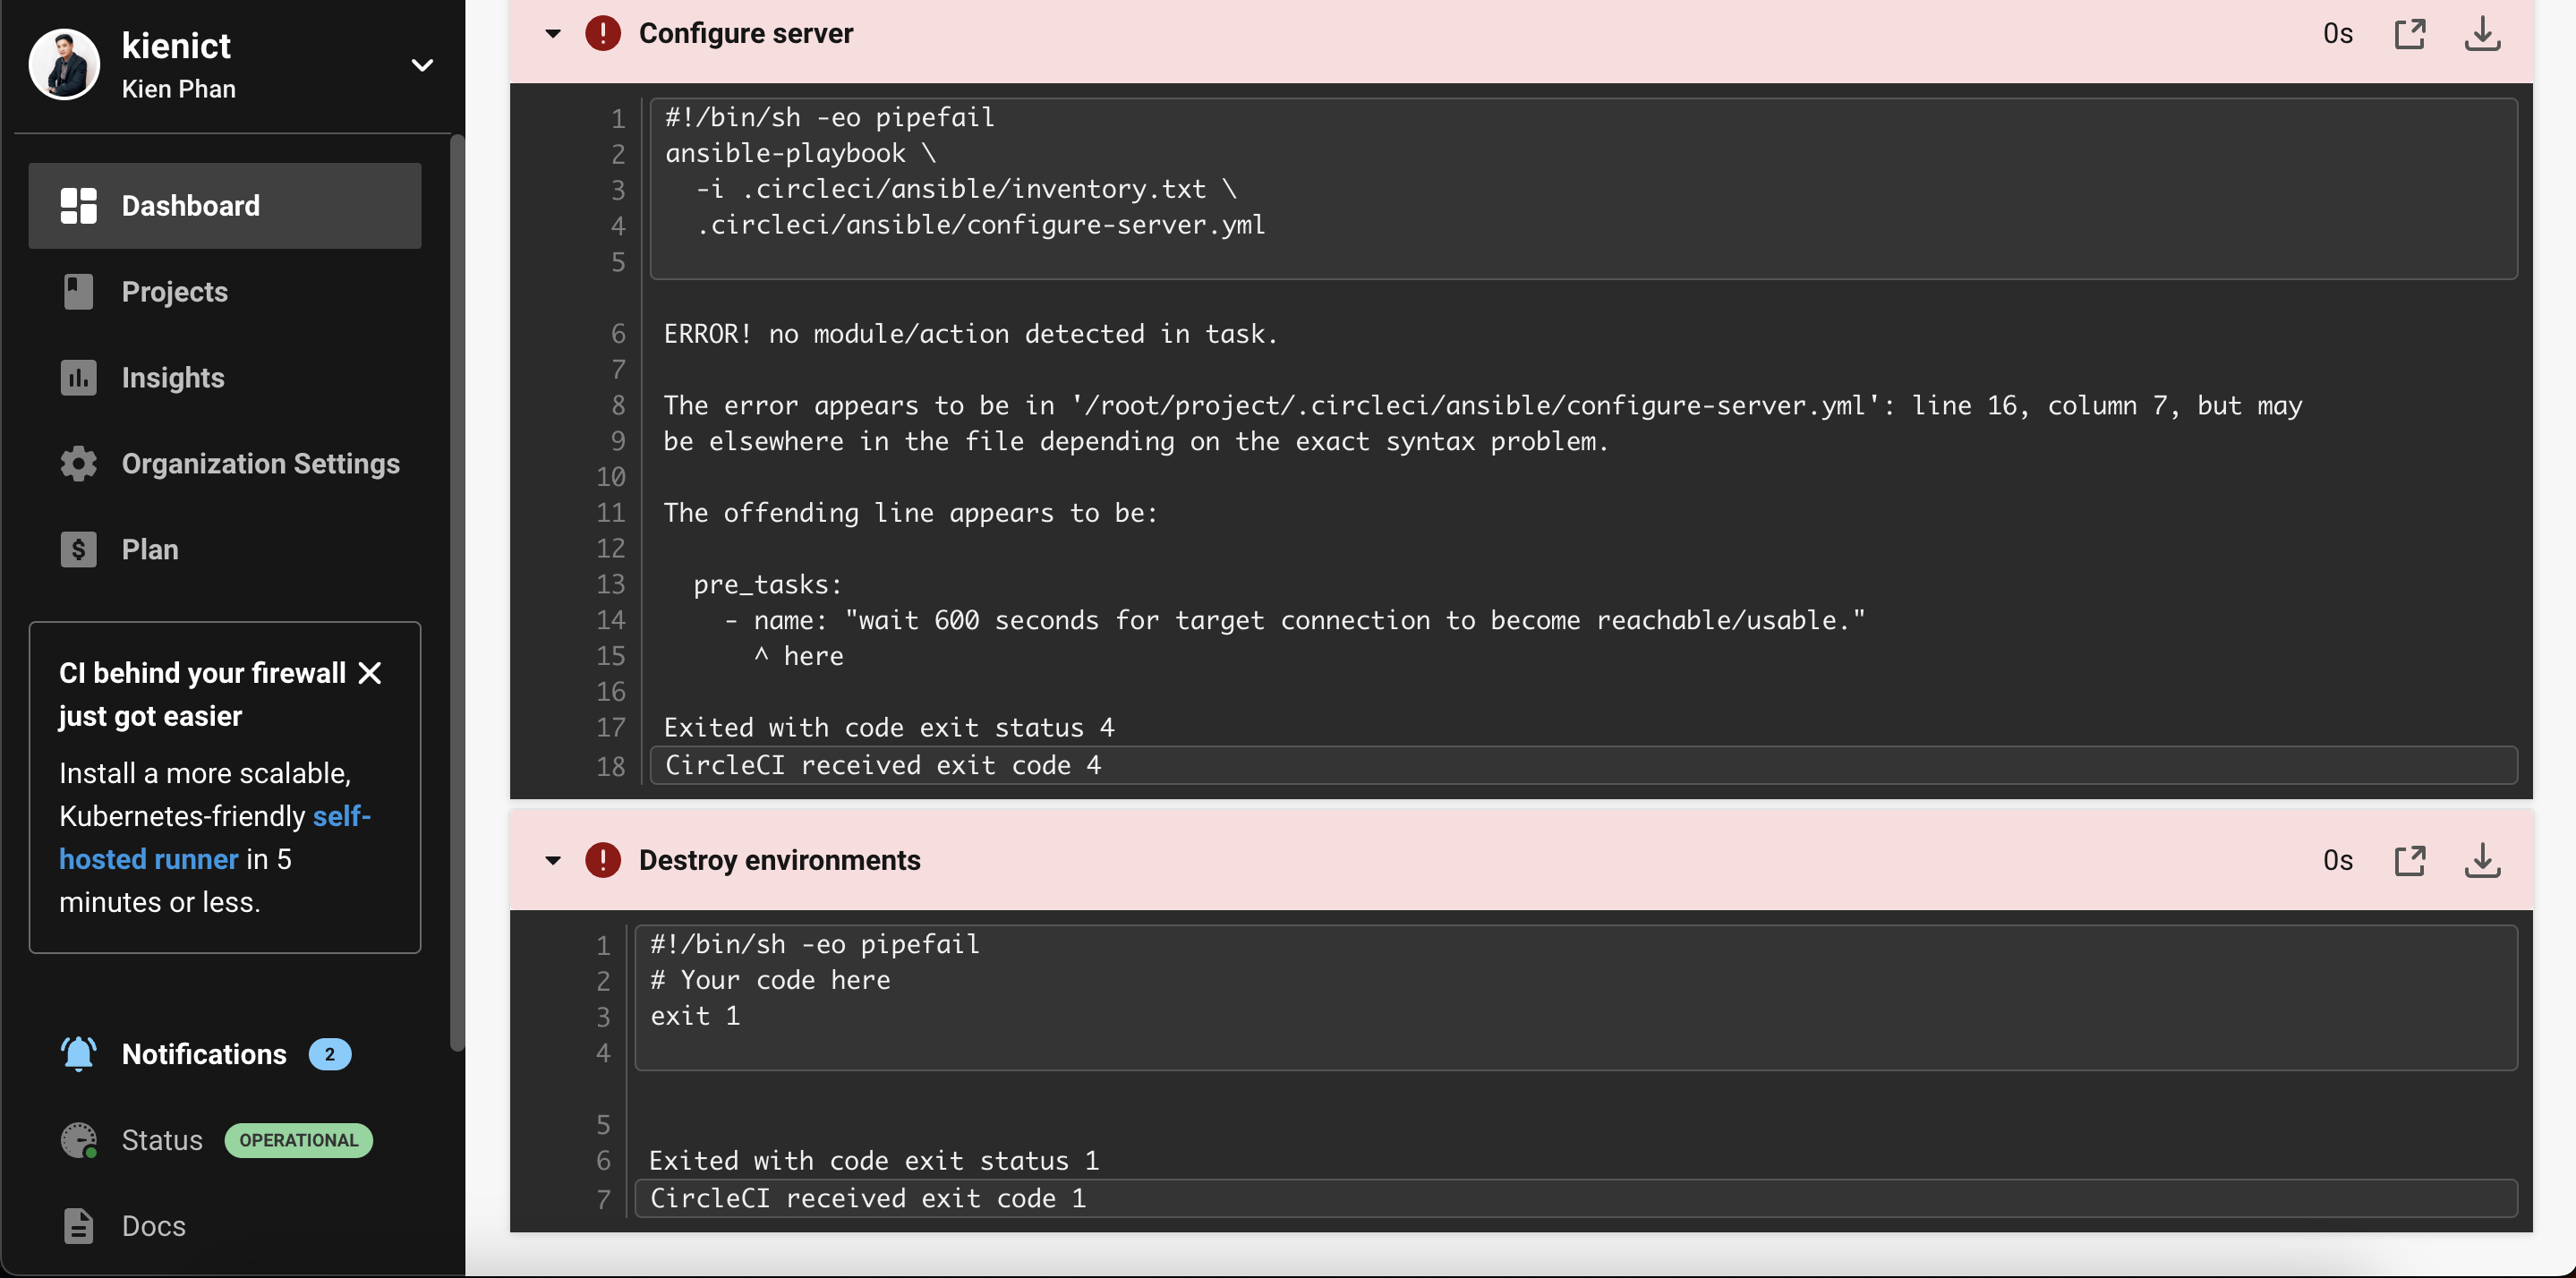 kienict
Kien Phan
Dashboard
Projects
Insights
Organization Settings
Plan
CI behind your firewall
just got easier
Install a more scalable,
Kubernetes-friendly self-
hosted runner in 5
minutes or less.
Notifications 2
Status OPERATIONAL
Docs
Configure server 0s
1 #!/bin/sh -eo pipefail
2 ansible-playbook \
3   -i .circleci/ansible/inventory.txt \
4   .circleci/ansible/configure-server.yml
5
6 ERROR! no module/action detected in task.
7
8 The error appears to be in '/root/project/.circleci/ansible/configure-server.yml': line 16, column 7, but may
9 be elsewhere in the file depending on the exact syntax problem.
10
11 The offending line appears to be:
12
13   pre_tasks:
14     - name: "wait 600 seconds for target connection to become reachable/usable."
15       ^ here
16
17 Exited with code exit status 4
18 CircleCI received exit code 4
Destroy environments 0s
1 #!/bin/sh -eo pipefail
2 # Your code here
3 exit 1
4
5
6 Exited with code exit status 1
7 CircleCI received exit code 1